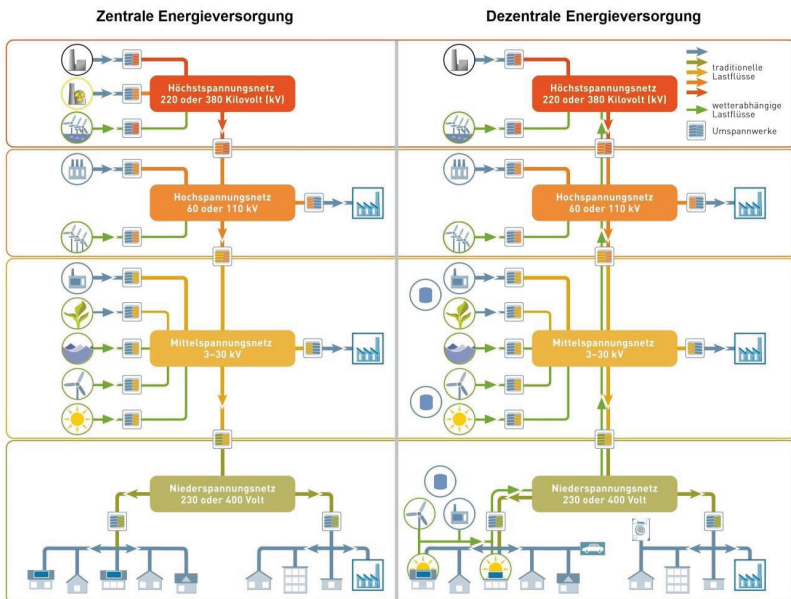 Zentrale Energieversorgung
Dezentrale Energieversorgung
Höchstspannungsnetz
220 oder 380 Kilovolt (kV)
Hochspannungsnetz
60 oder 110 kV
Mittelspannungsnetz
3–30 kV
Niederspannungsnetz
230 oder 400 Volt
Höchstspannungsnetz
220 oder 380 Kilovolt (kV)
traditionelle
Lastflüsse
wetterabhängige
Lastflüsse
Umspannwerke
Hochspannungsnetz
60 oder 110 kV
Mittelspannungsnetz
3–30 kV
Niederspannungsnetz
230 oder 400 Volt